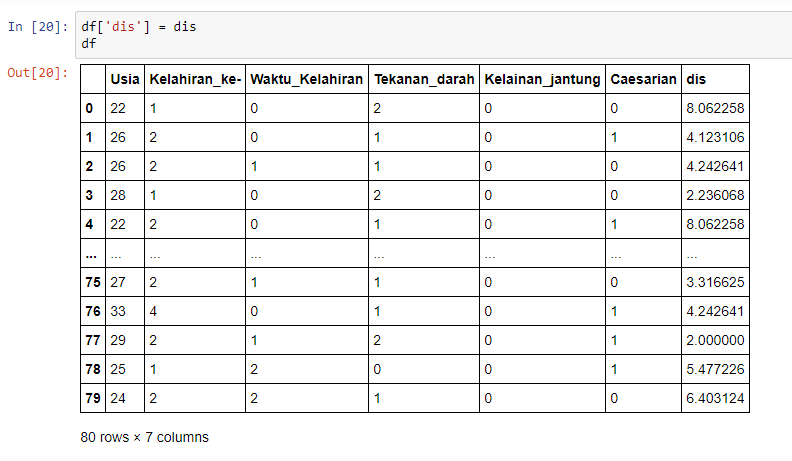 In [20]: df['dis'] = dis
df
Out[20]:
Usia Kelahiran_ke- Waktu_Kelahiran Tekanan_darah Kelainan_jantung Caesarian dis
0 22 1 0 2 0 0 8.062258
1 26 2 0 1 0 1 4.123106
2 26 2 1 1 0 0 4.242641
3 28 1 0 2 0 0 2.236068
4 22 2 0 1 0 1 8.062258
... ... ... ... ... ... ... ...
75 27 2 1 1 0 0 3.316625
76 33 4 0 1 0 1 4.242641
77 29 2 1 2 0 1 2.000000
78 25 1 2 0 0 1 5.477226
79 24 2 2 1 0 0 6.403124
80 rows × 7 columns